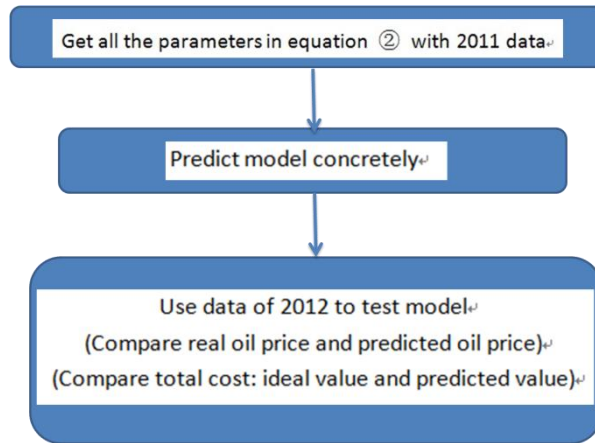 Get all the parameters in equation ② with 2011 data↵
Predict model concretely↵
Use data of 2012 to test model↵
(Compare real oil price and predicted oil price)↵
(Compare total cost: ideal value and predicted value)↵